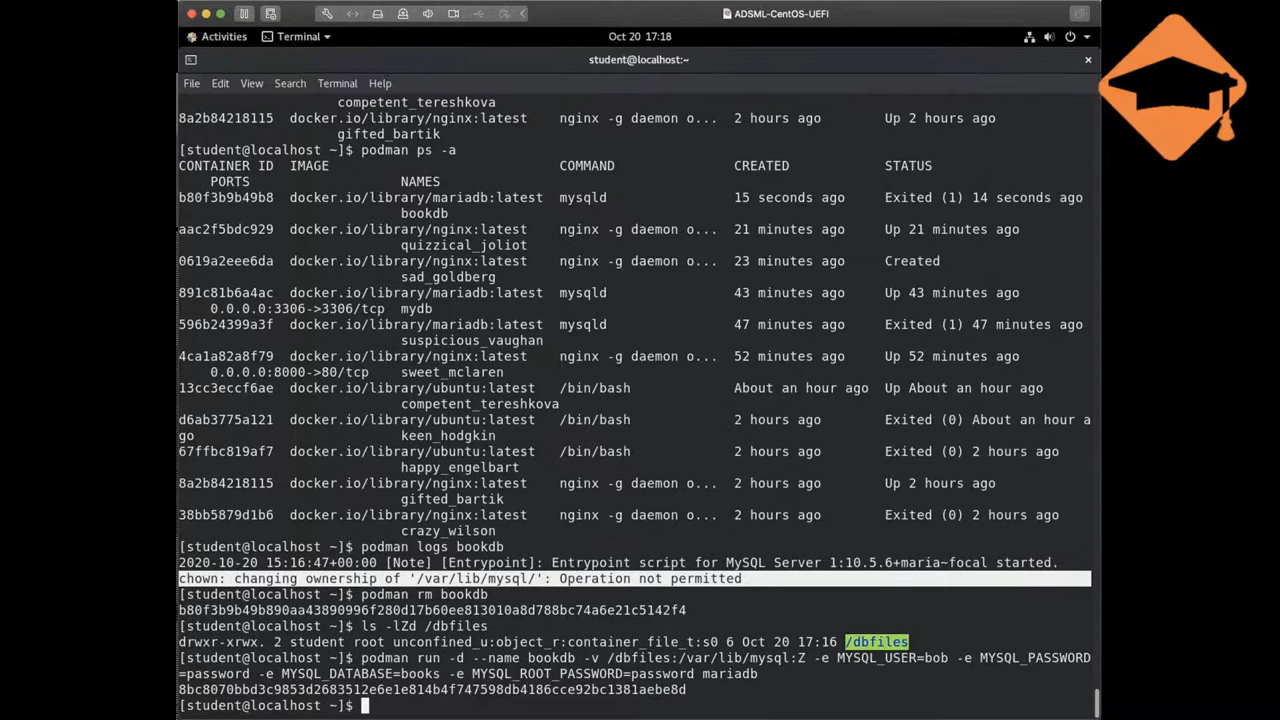 ADSML-CentOS-UEFI
Activities Terminal Oct 20 17:18
student@localhost:~
File Edit View Search Terminal Help
competent_tereshkova
8a2b84218115 docker.io/library/nginx:latest nginx -g daemon o... 2 hours ago Up 2 hours ago
gifted_bartik
[student@localhost ~]$ podman ps -a
CONTAINER ID IMAGE COMMAND CREATED STATUS
PORTS NAMES
b80f3b9b49b8 docker.io/library/mariadb:latest mysqld 15 seconds ago Exited (1) 14 seconds ago
bookdb
aac2f5bdc929 docker.io/library/nginx:latest nginx -g daemon o... 21 minutes ago Up 21 minutes ago
quizzical_joliot
0619a2eee6da docker.io/library/nginx:latest nginx -g daemon o... 23 minutes ago Created
sad_goldberg
891c81b6a4ac docker.io/library/mariadb:latest mysqld 43 minutes ago Up 43 minutes ago
0.0.0.0:3306->3306/tcp mydb
596b24399a3f docker.io/library/mariadb:latest mysqld 47 minutes ago Exited (1) 47 minutes ago
suspicious_vaughan
4ca1a82a8f79 docker.io/library/nginx:latest nginx -g daemon o... 52 minutes ago Up 52 minutes ago
0.0.0.0:8000->80/tcp sweet_mclaren
13cc3eccf6ae docker.io/library/ubuntu:latest /bin/bash About an hour ago Up About an hour ago
competent_tereshkova
d6ab3775a121 docker.io/library/ubuntu:latest /bin/bash 2 hours ago Exited (0) About an hour a
go keen_hodgkin
67ffbc819af7 docker.io/library/ubuntu:latest /bin/bash 2 hours ago Exited (0) 2 hours ago
happy_engelbart
8a2b84218115 docker.io/library/nginx:latest nginx -g daemon o... 2 hours ago Up 2 hours ago
gifted_bartik
38bb5879d1b6 docker.io/library/nginx:latest nginx -g daemon o... 2 hours ago Exited (0) 2 hours ago
crazy_wilson
[student@localhost ~]$ podman logs bookdb
2020-10-20 15:16:47+00:00 [Note] [Entrypoint]: Entrypoint script for MySQL Server 1:10.5.6+maria~focal started.
chown: changing ownership of '/var/lib/mysql/': Operation not permitted
[student@localhost ~]$ podman rm bookdb
b80f3b9b49b890aa43890996f280d17b60ee813010a8d788bc74a6e21c5142f4
[student@localhost ~]$ ls -lZd /dbfiles
drwxr-xrwx. 2 student root unconfined_u:object_r:container_file_t:s0 6 Oct 20 17:16 /dbfiles
[student@localhost ~]$ podman run -d --name bookdb -v /dbfiles:/var/lib/mysql:Z -e MYSQL_USER=bob -e MYSQL_PASSWORD
=password -e MYSQL_DATABASE=books -e MYSQL_ROOT_PASSWORD=password mariadb
8bc8070bbd3c9853d2683512e6e1e814b4f747598db4186cce92bc1381aebe8d
[student@localhost ~]$